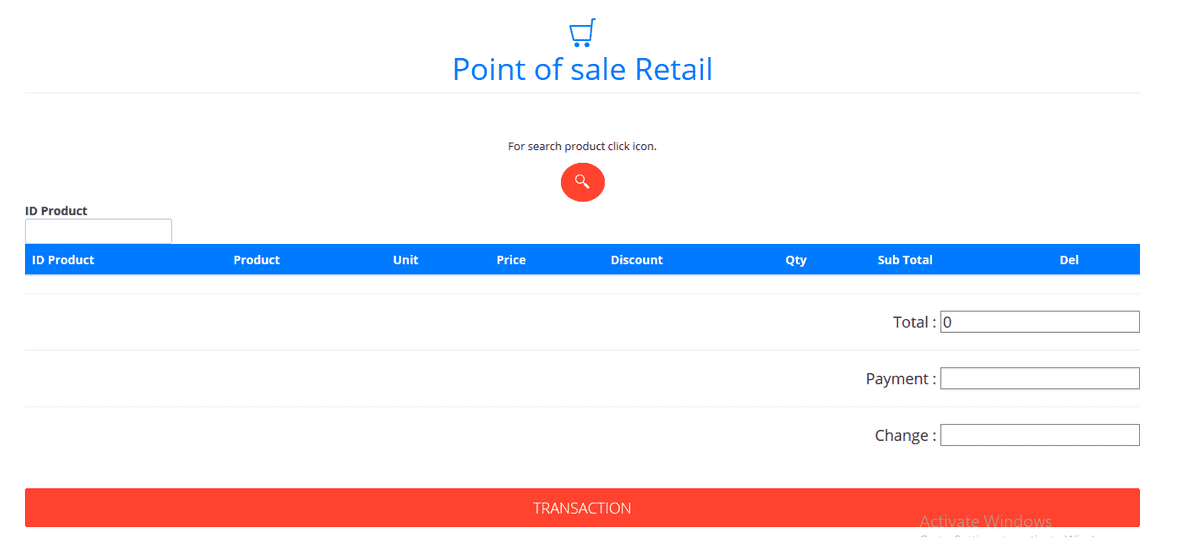 Point of sale Retail
For search product click icon.
ID Product
ID Product Product Unit Price Discount Qty Sub Total Del
Total : 0
Payment :
Change :
TRANSACTION
Activate Windows